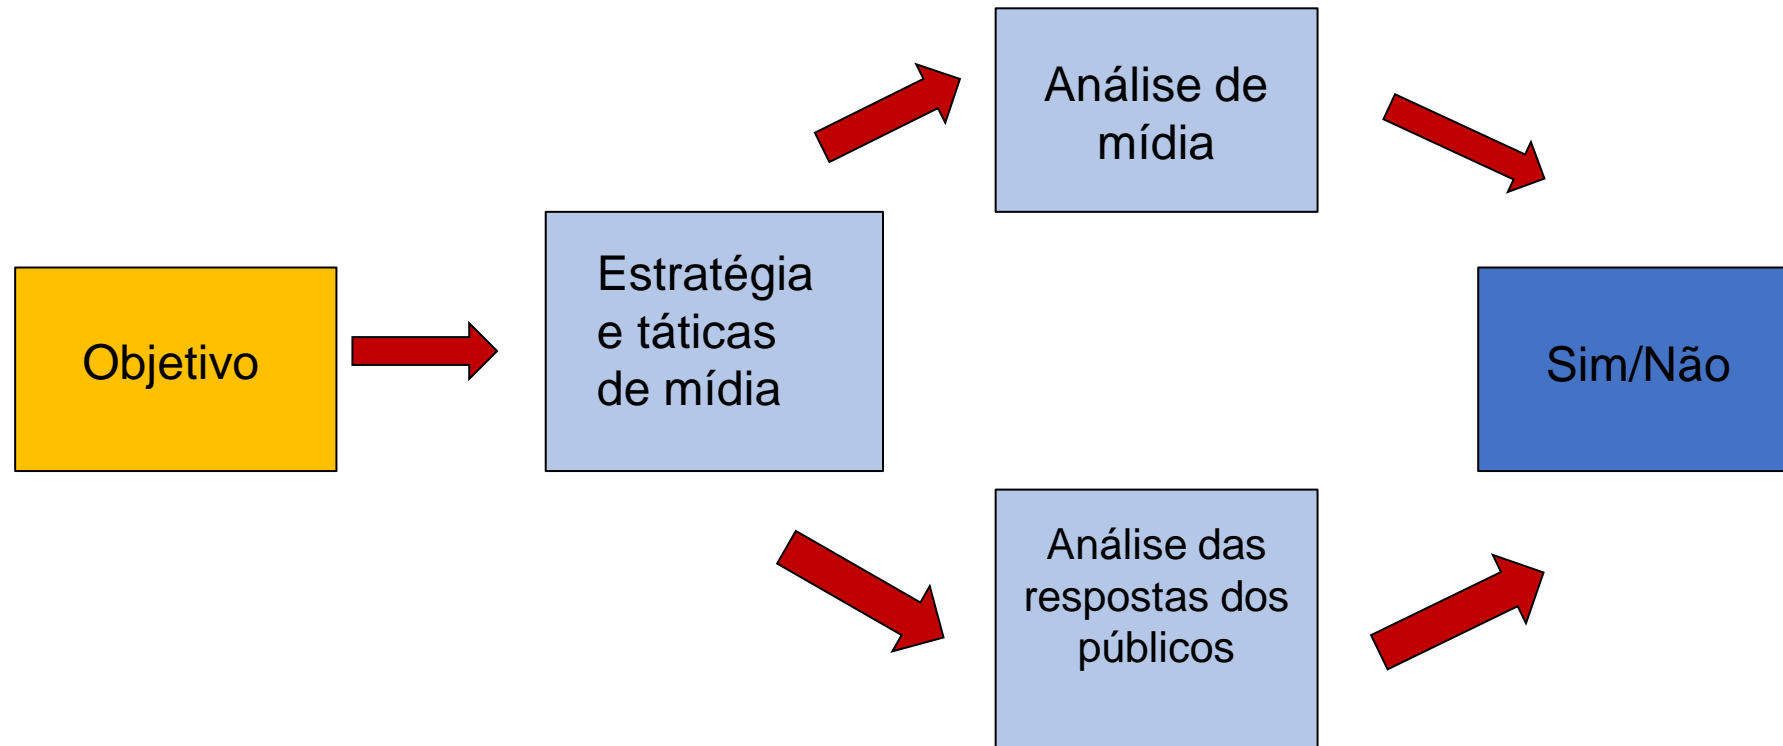 Objetivo
Estratégia
e táticas
de mídia
Análise de
mídia
Análise das
respostas dos
públicos
Sim/Não